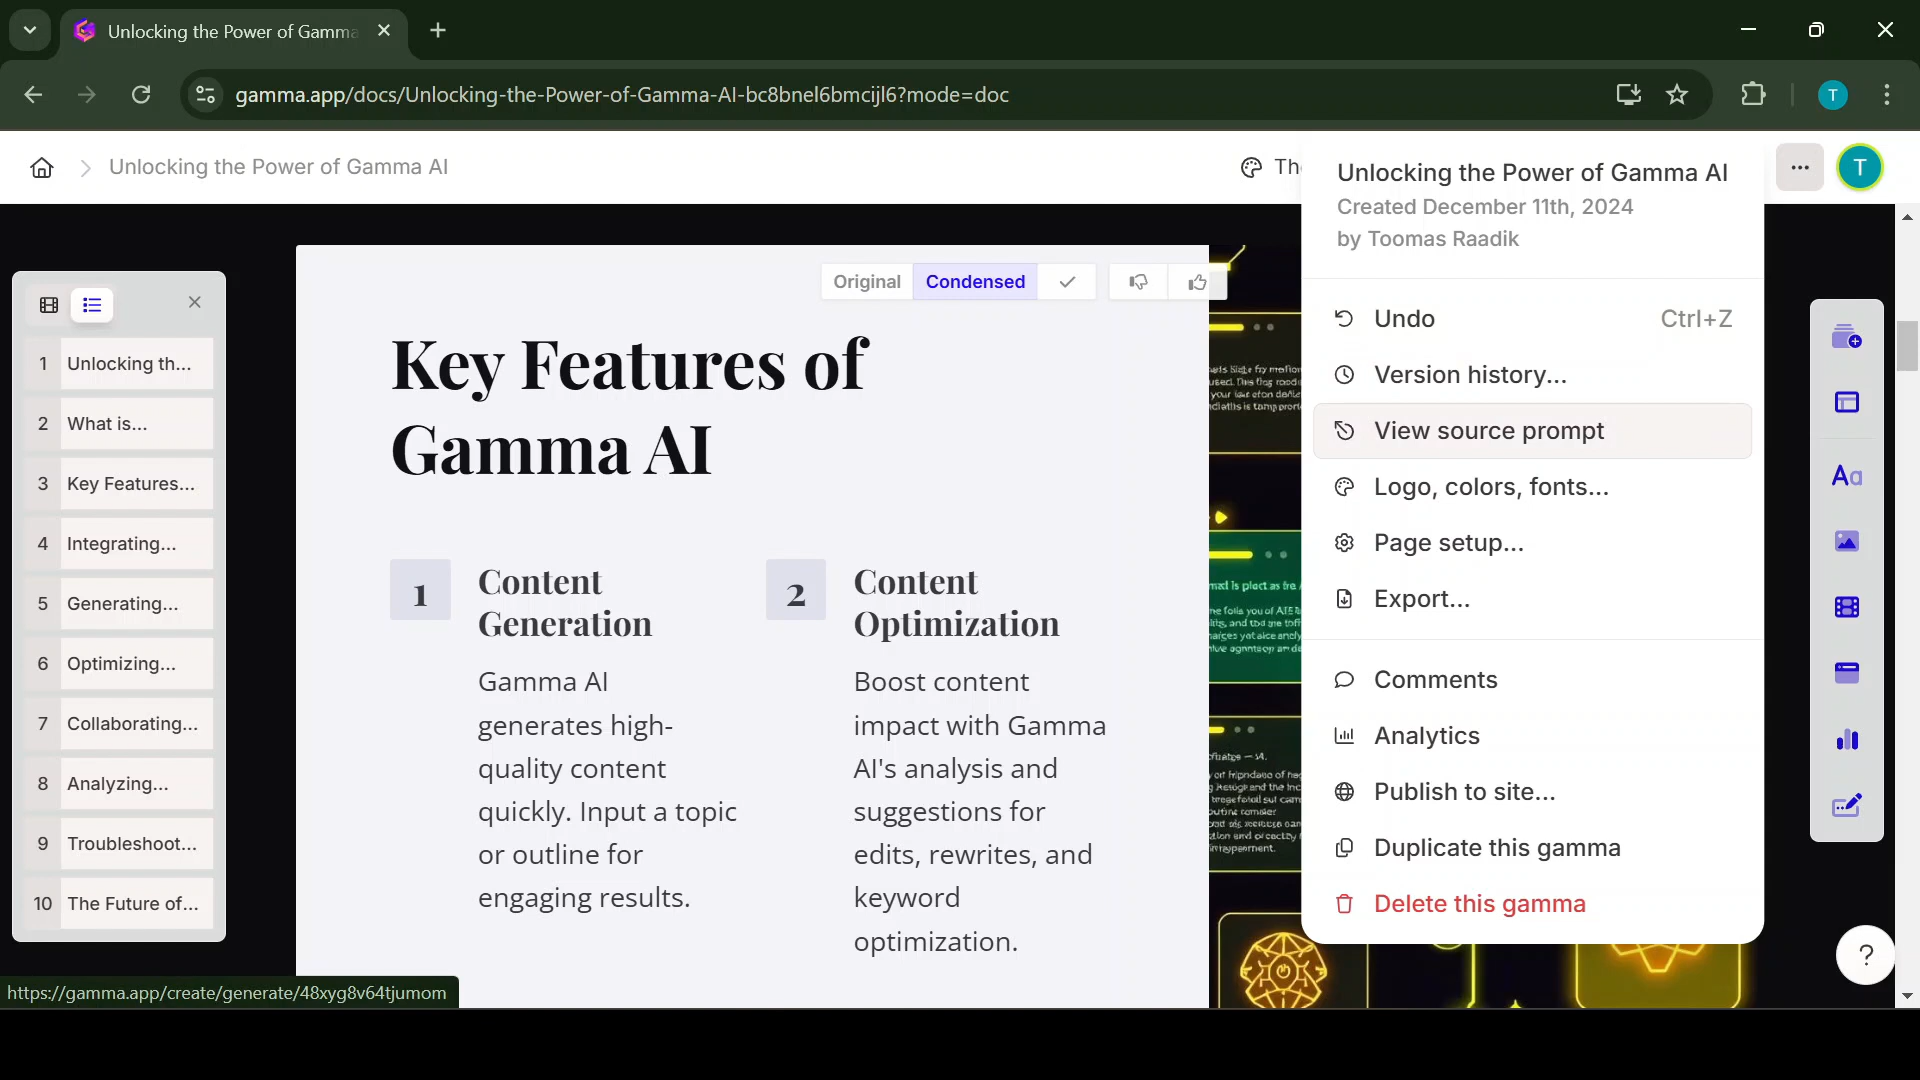 Unlocking the Power of Gamma
gamma.app/docs/Unlocking-the-Power-of-Gamma-AI-bc8bnel6bmcijl6?mode=doc
T
Unlocking the Power of Gamma AI
Th
T
Unlocking the Power of Gamma AI
Created December 11th, 2024
by Toomas Raadik
Undo Ctrl+Z
Version history...
View source prompt
Logo, colors, fonts...
Page setup...
Export...
Comments
Analytics
Publish to site...
Duplicate this gamma
Delete this gamma
1 Unlocking th...
2 What is...
3 Key Features...
4 Integrating...
5 Generating...
6 Optimizing...
7 Collaborating...
8 Analyzing...
9 Troubleshoot...
10 The Future of...
Original Condensed
Key Features of
Gamma AI
1
Content
Generation
Gamma AI
generates high-
quality content
quickly. Input a topic
or outline for
engaging results.
2
Content
Optimization
Boost content
impact with Gamma
AI's analysis and
suggestions for
edits, rewrites, and
keyword
optimization.
Aa
?
https://gamma.app/create/generate/48xyg8v64tjumom